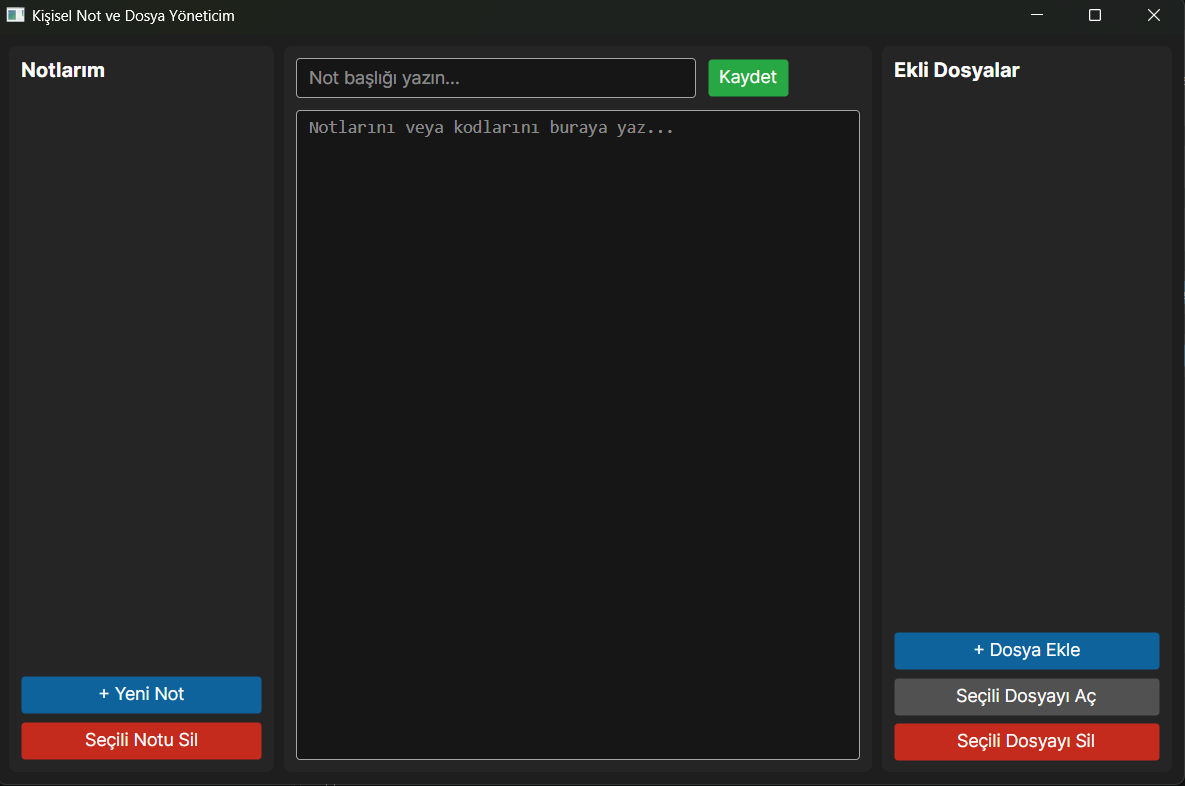 Kişisel Not ve Dosya Yöneticim
Notlarım
Not başlığı yazın...
Kaydet
Notlarını veya kodlarını buraya yaz...
+ Yeni Not
Seçili Notu Sil
Ekli Dosyalar
+ Dosya Ekle
Seçili Dosyayı Aç
Seçili Dosyayı Sil